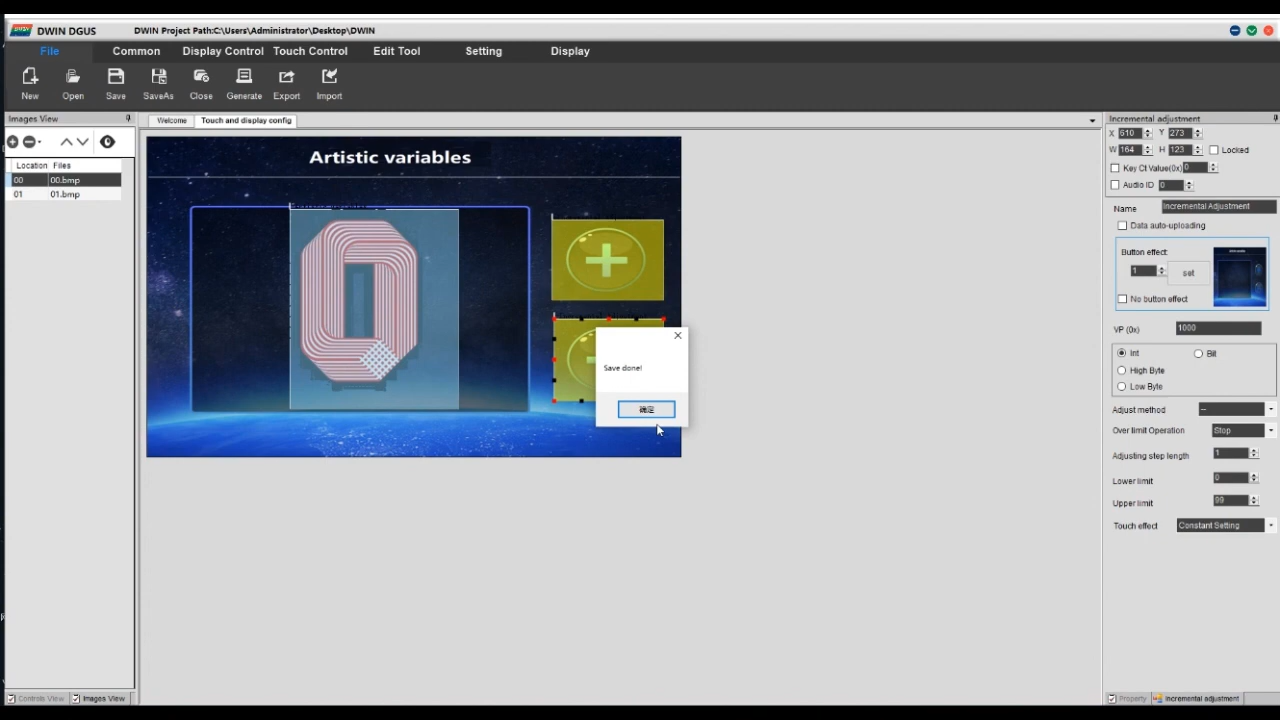 DWIN DGUS
DWIN Project Path:C:\Users\Administrator\Desktop\DWIN
File Common Display Control Touch Control Edit Tool Setting Display
New Open Save SaveAs Close Generate Export Import
Images View
Welcome Touch and display config
Location Files
00 00.bmp
01 01.bmp
Artistic variables
0
Save done!
确定
Incremental adjustment
X 610 Y 273
W 164 H 123 Locked
Key Ct Value(0x) 0
Audio ID 0
Name Incremental Adjustment
Data auto-uploading
Button effect:
1 set
No button effect
VP (0x) 1000
Int Bit
High Byte
Low Byte
Adjust method --
Over limit Operation Stop
Adjusting step length 1
Lower limit 0
Upper limit 99
Touch effect Constant Setting
Controls View Images View
Property Incremental adjustment